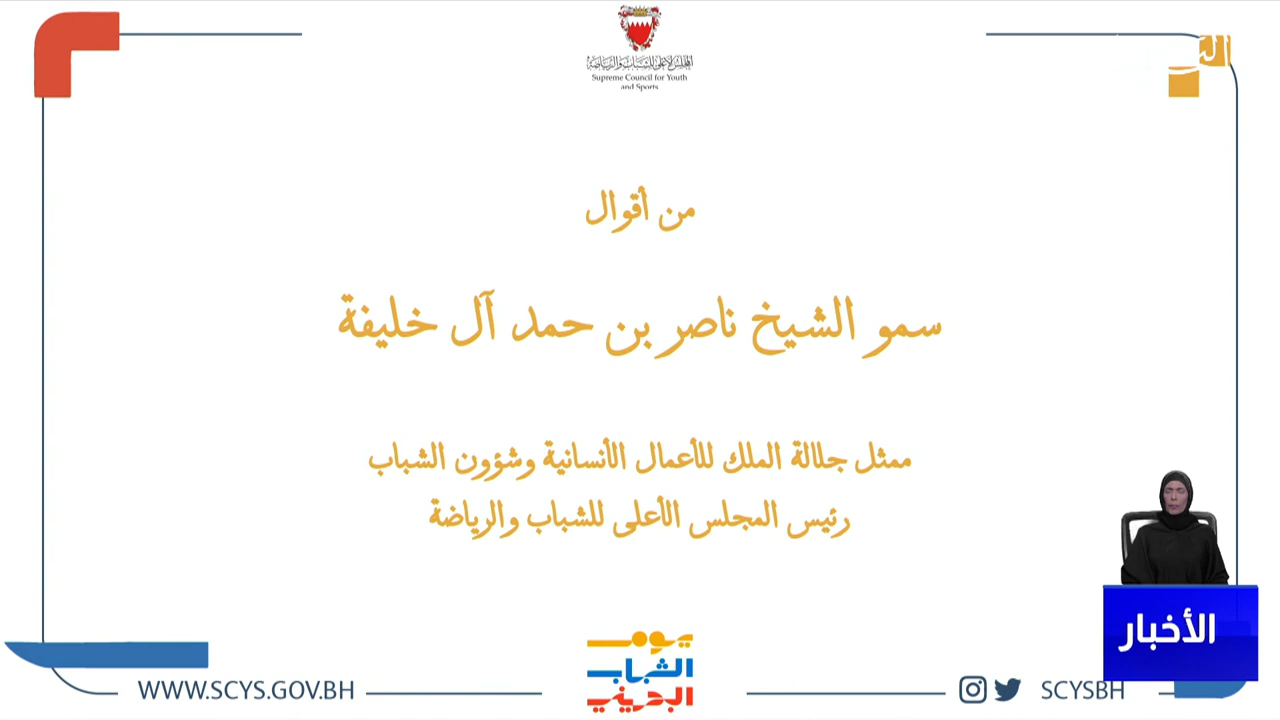 المجلس الأعلى للشباب والرياضة
Supreme Council for Youth
and Sports
من أقوال
سمو الشيخ ناصر بن حمد آل خليفة
ممثل جلالة الملك للأعمال الأنسانية وشؤون الشباب
رئيس المجلس الأعلى للشباب والرياضة
الأخبار
يوم
الشباب
البحريني
WWW.SCYS.GOV.BH
SCYSBH